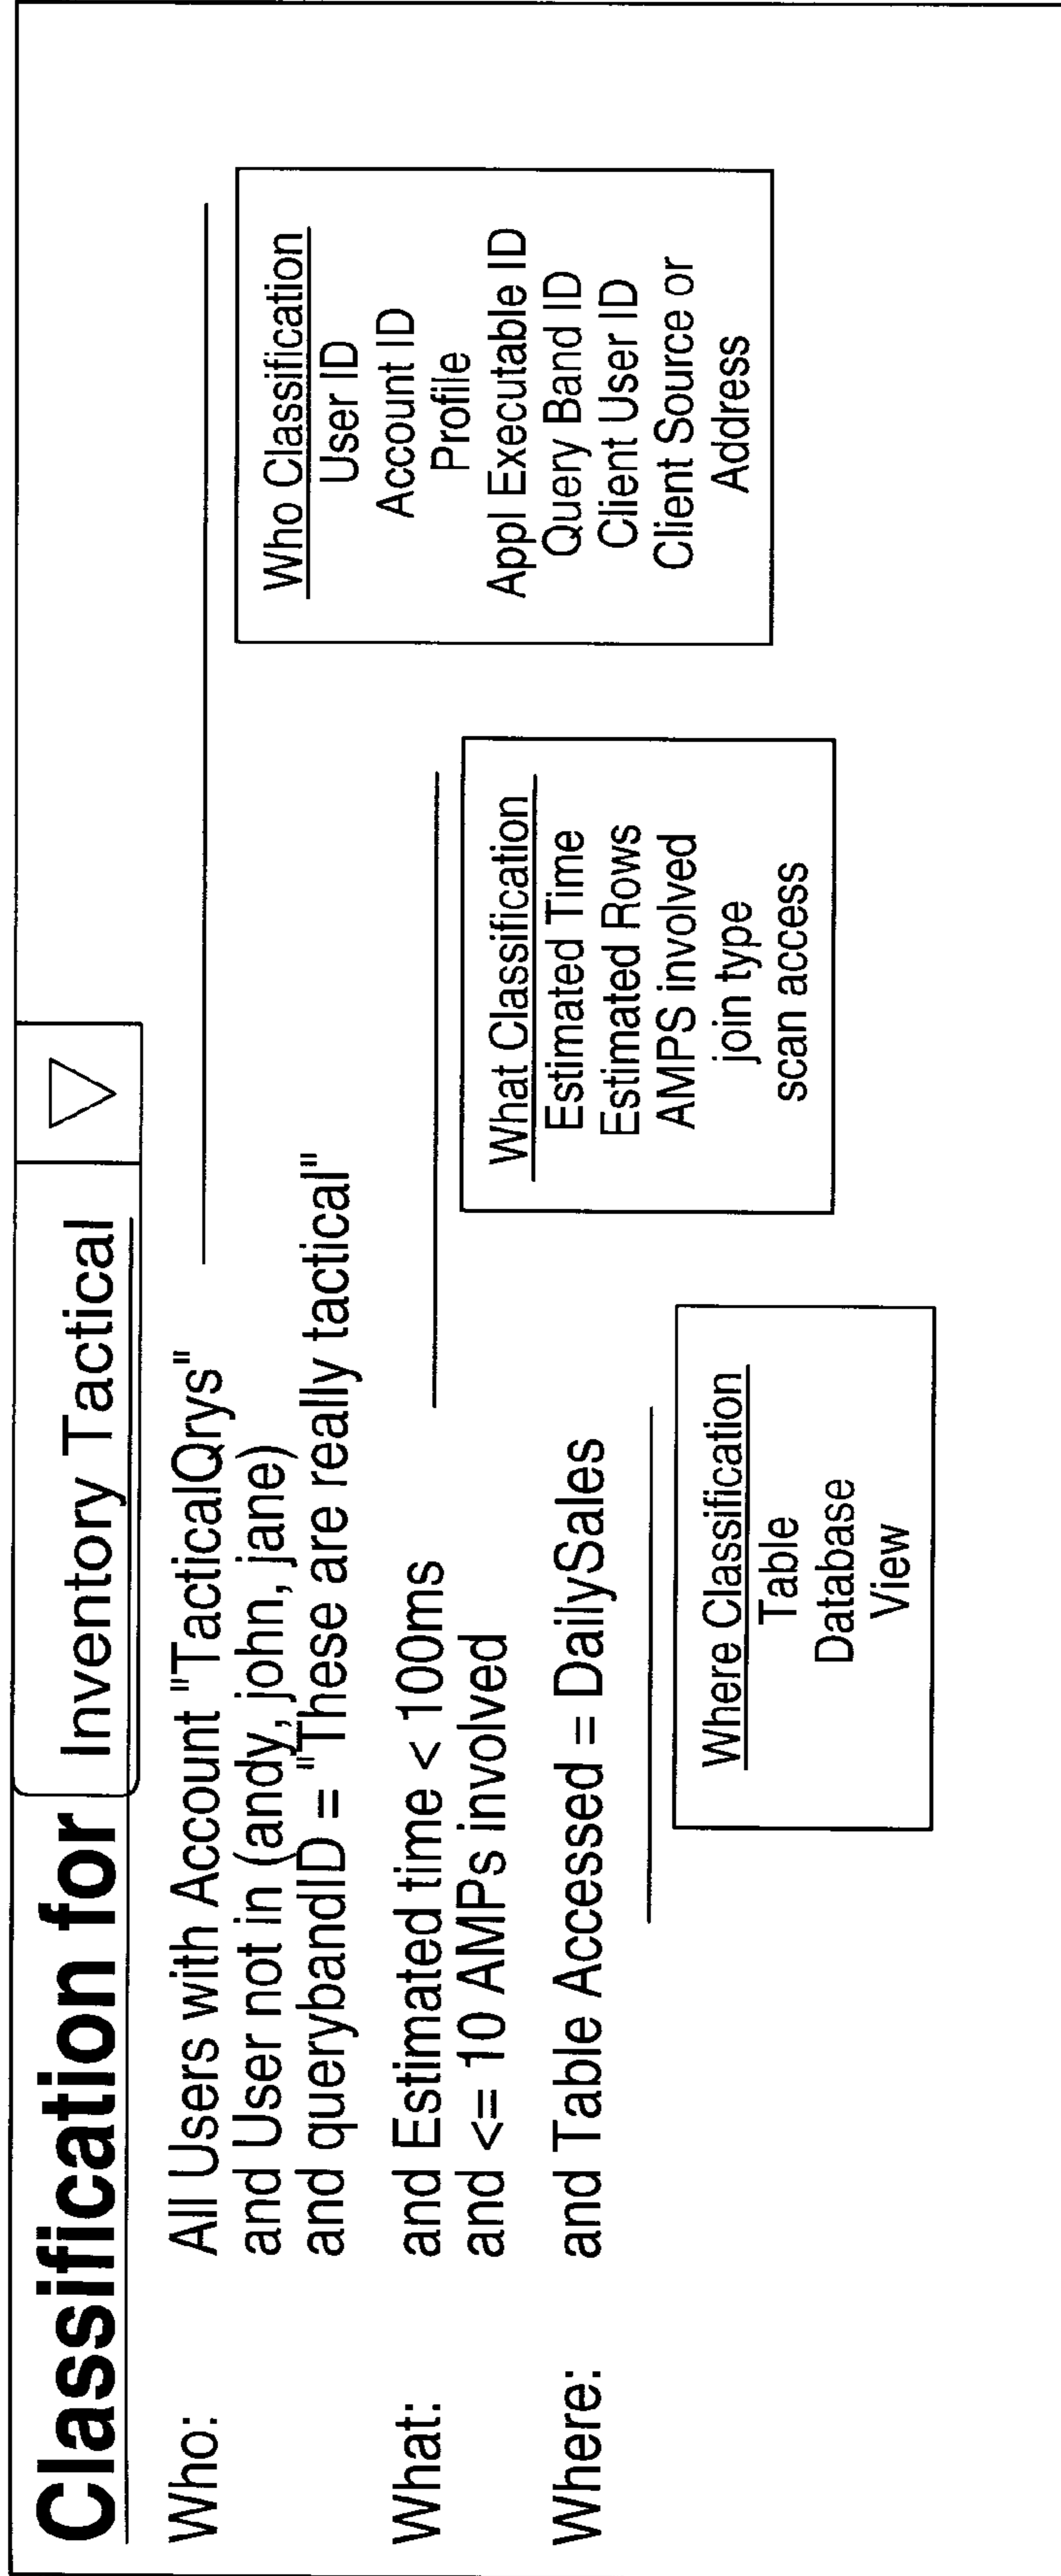 Classification for Inventory Tactical
Who: All Users with Account "TacticalQrys"
and User not in (andy, john, jane)
and querybandID = "These are really tactical"
What: and Estimated time < 100ms
and <= 10 AMPs involved
Where: and Table Accessed = DailySales
Who Classification
User ID
Account ID
Profile
Appl Executable ID
Query Band ID
Client User ID
Client Source or
Address
What Classification
Estimated Time
Estimated Rows
AMPS involved
join type
scan access
Where Classification
Table
Database
View